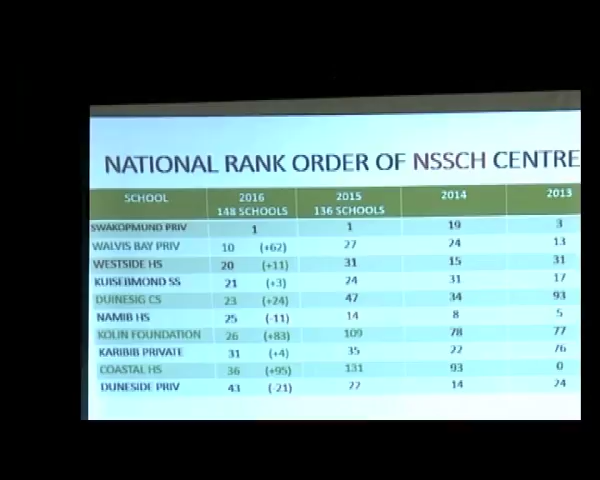 NATIONAL RANK ORDER OF NSSCH CENTRE
SCHOOL 2016 148 SCHOOLS 2015 136 SCHOOLS 2014 2013
SWAKOPMUND PRIV 1 1 19 3
WALVIS BAY PRIV 10 (+62) 27 24 13
WESTSIDE HS 20 (+11) 31 15 31
KUISEBMOND SS 21 (+3) 24 31 17
DUINESIG CS 23 (+24) 47 34 93
NAMIB HS 25 (-11) 14 8 5
KOLIN FOUNDATION 26 (+83) 109 78 77
KARIBIB PRIVATE 31 (+4) 35 22 76
COASTAL HS 36 (+95) 131 93 0
DUNESIDE PRIV 43 (-21) 22 14 24